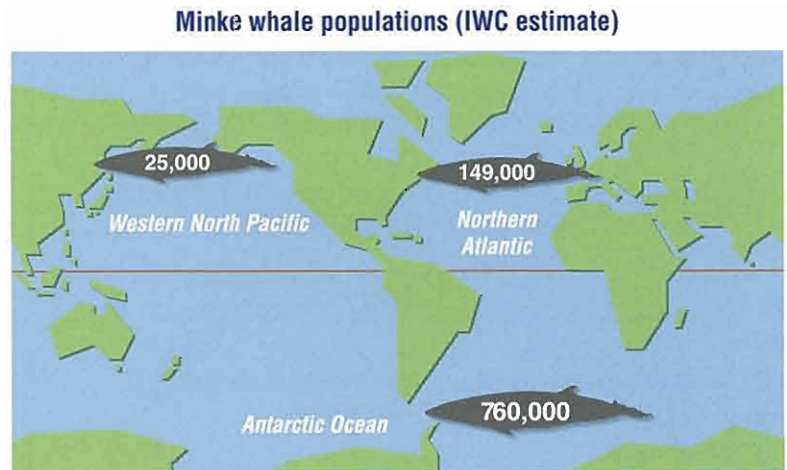 Minke whale populations (IWC estimate)
25,000
149,000
Western North Pacific
Northern
Atlantic
760,000
Antarctic Ocean